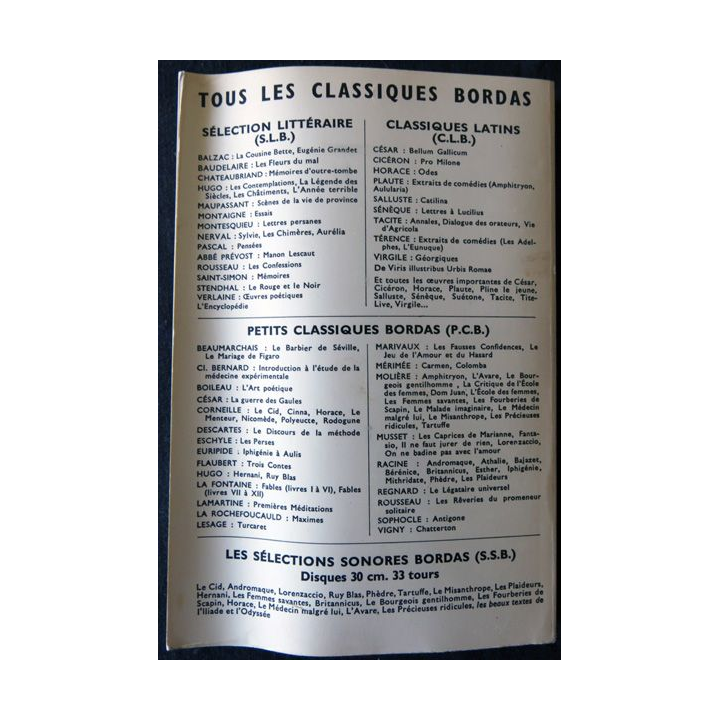 TOUS LES CLASSIQUES BORDAS
SÉLECTION LITTÉRAIRE
(S.L.B.)
BALZAC : La Cousine Bette, Eugénie Grandet
BAUDELAIRE : Les Fleurs du mal
CHATEAUBRIAND : Mémoires d'outre-tombe
HUGO : Les Contemplations, La Légende des
Siècles, Les Châtiments, L'Année terrible
MAUPASSANT : Scènes de la vie de province
MONTAIGNE : Essais
MONTESQUIEU : Lettres persanes
NERVAL : Sylvie, Les Chimères, Aurélia
PASCAL : Pensées
ABBÉ PRÉVOST : Manon Lescaut
ROUSSEAU : Les Confessions
SAINT-SIMON : Mémoires
STENDHAL : Le Rouge et le Noir
VERLAINE : Œuvres poétiques
L'Encyclopédie
CLASSIQUES LATINS
(C.L.B.)
CÉSAR : Bellum Gallicum
CICÉRON : Pro Milone
HORACE : Odes
PLAUTE : Extraits de comédies (Amphitryon,
Aulularia)
SALLUSTE : Catilina
SÉNÈQUE : Lettres à Lucilius
TACITE : Annales, Dialogue des orateurs, Vie
d'Agricola
TÉRENCE : Extraits de comédies (Les Adel-
phes, L'Eunuque)
VIRGILE : Géorgiques
De Viris illustribus Urbis Romae
Et toutes les œuvres importantes de César,
Cicéron, Horace, Plaute, Pline le jeune,
Salluste, Sénèque, Suétone, Tacite, Tite-
Live, Virgile...
PETITS CLASSIQUES BORDAS (P.C.B.)
BEAUMARCHAIS : Le Barbier de Séville,
Le Mariage de Figaro
Cl. BERNARD : Introduction à l'étude de la
médecine expérimentale
BOILEAU : L'Art poétique
CÉSAR : La guerre des Gaules
CORNEILLE : Le Cid, Cinna, Horace, Le
Menteur, Nicomède, Polyeucte, Rodogune
DESCARTES : Le Discours de la méthode
ESCHYLE : Les Perses
EURIPIDE : Iphigénie à Aulis
FLAUBERT : Trois Contes
HUGO : Hernani, Ruy Blas
LA FONTAINE : Fables (livres I à VI), Fables
(livres VII à XII)
LAMARTINE : Premières Méditations
LA ROCHEFOUCAULD : Maximes
LESAGE : Turcaret
MARIVAUX : Les Fausses Confidences, Le
Jeu de l'Amour et du Hasard
MÉRIMÉE : Carmen, Colomba
MOLIÈRE : Amphitryon, L'Avare, Le Bour-
geois gentilhomme , La Critique de l'École
des femmes, Dom Juan, L'École des femmes,
Les Femmes savantes, Les Fourberies de
Scapin, Le Malade imaginaire, Le Médecin
malgré lui, Le Misanthrope, Les Précieuses
ridicules, Tartuffe
MUSSET : Les Caprices de Marianne, Fanta-
sio, Il ne faut jurer de rien, Lorenzaccio,
On ne badine pas avec l'amour
RACINE : Andromaque, Athalie, Bajazet,
Bérénice, Britannicus, Esther, Iphigénie,
Mithridate, Phèdre, Les Plaideurs
REGNARD : Le Légataire universel
ROUSSEAU : Les Rêveries du promeneur
solitaire
SOPHOCLE : Antigone
VIGNY : Chatterton
LES SÉLECTIONS SONORES BORDAS (S.S.B.)
Disques 30 cm. 33 tours
Le Cid, Andromaque, Lorenzaccio, Ruy Blas, Phèdre, Tartuffe, Le Misanthrope, Les Plaideurs,
Hernani, Les Femmes savantes, Britannicus, Le Bourgeois gentilhomme, Les Fourberies de
Scapin, Horace, Le Médecin malgré lui, L'Avare, Les Précieuses ridicules, les beaux textes de
l'Iliade et l'Odyssée